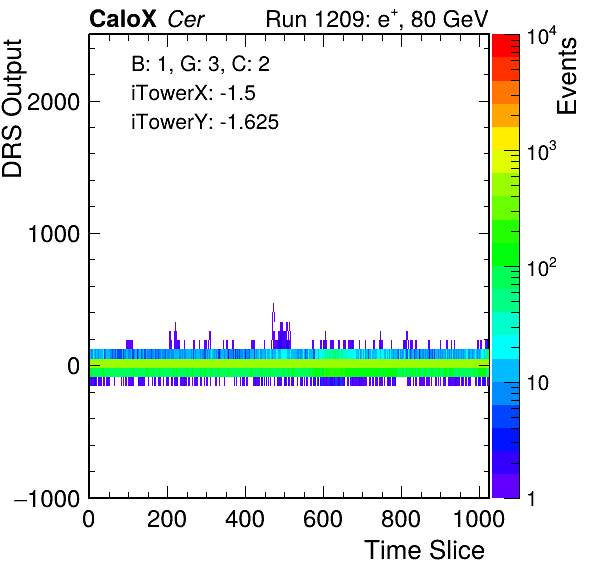 CaloX Cer Run 1209: e+, 80 GeV
B: 1, G: 3, C: 2
iTowerX: -1.5
iTowerY: -1.625
DRS Output
2000
1000
0
−1000
0 200 400 600 800 1000
Time Slice
10^4
10^3
10^2
10
1
Events